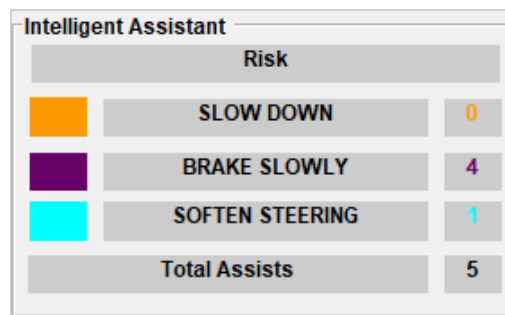 Intelligent Assistant
Risk
SLOW DOWN 0
BRAKE SLOWLY 4
SOFTEN STEERING 1
Total Assists 5